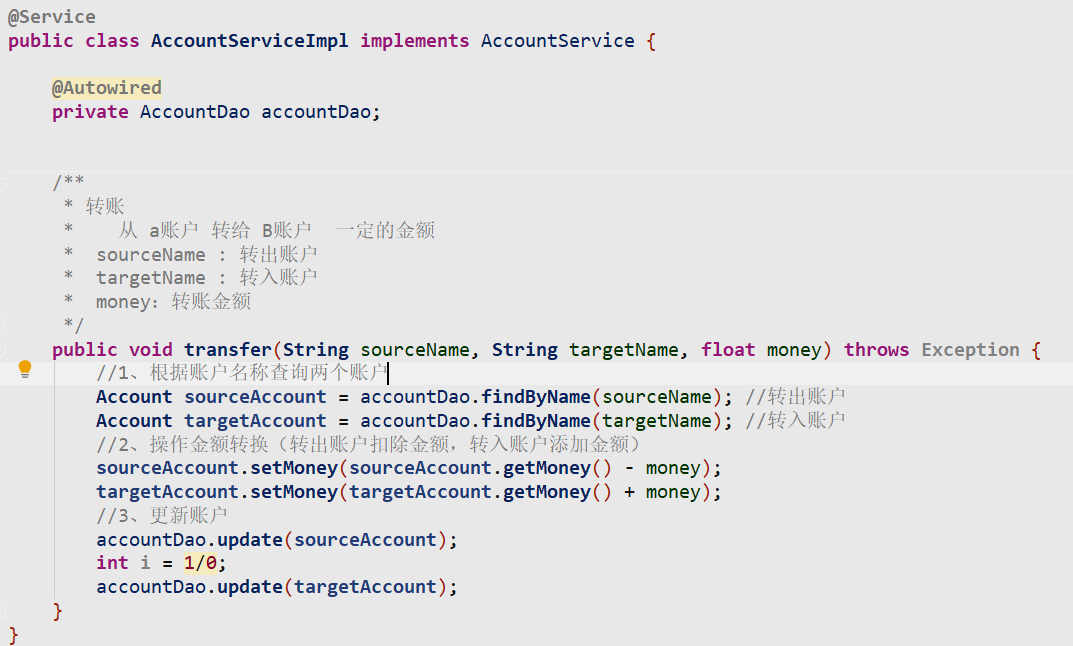 @Service
public class AccountServiceImpl implements AccountService {
@Autowired
private AccountDao accountDao;
/**
* 转账
* 从 a账户 转给 B账户 一定的金额
* sourceName : 转出账户
* targetName : 转入账户
* money: 转账金额
*/
public void transfer(String sourceName, String targetName, float money) throws Exception {
//1、根据账户名称查询两个账户
Account sourceAccount = accountDao.findByName(sourceName); //转出账户
Account targetAccount = accountDao.findByName(targetName); //转入账户
//2、操作金额转换（转出账户扣除金额，转入账户添加金额）
sourceAccount.setMoney(sourceAccount.getMoney() - money);
targetAccount.setMoney(targetAccount.getMoney() + money);
//3、更新账户
accountDao.update(sourceAccount);
int i = 1/0;
accountDao.update(targetAccount);
}
}